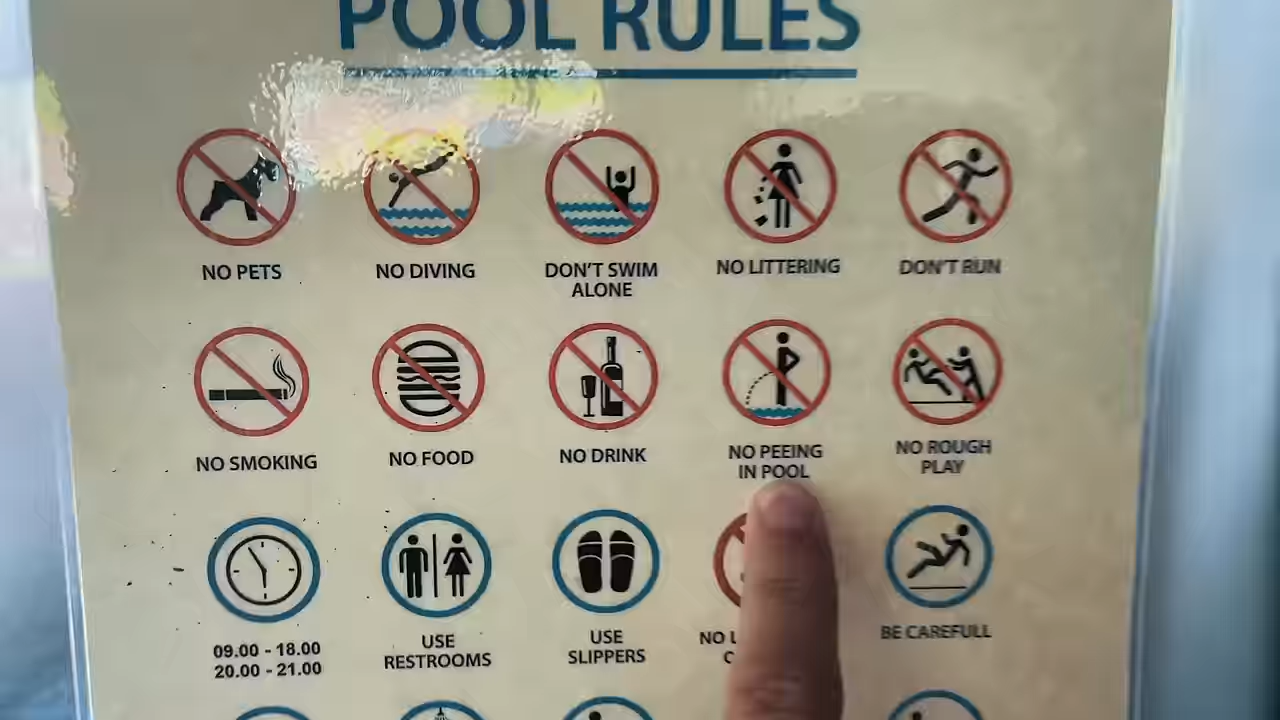 POOL RULES
NO PETS
NO DIVING
DON'T SWIM
ALONE
NO LITTERING
DON'T RUN
NO SMOKING
NO FOOD
NO DRINK
NO PEEING
IN POOL
NO ROUGH
PLAY
09.00 - 18.00
20.00 - 21.00
USE
RESTROOMS
USE
SLIPPERS
NO
BE CAREFULL